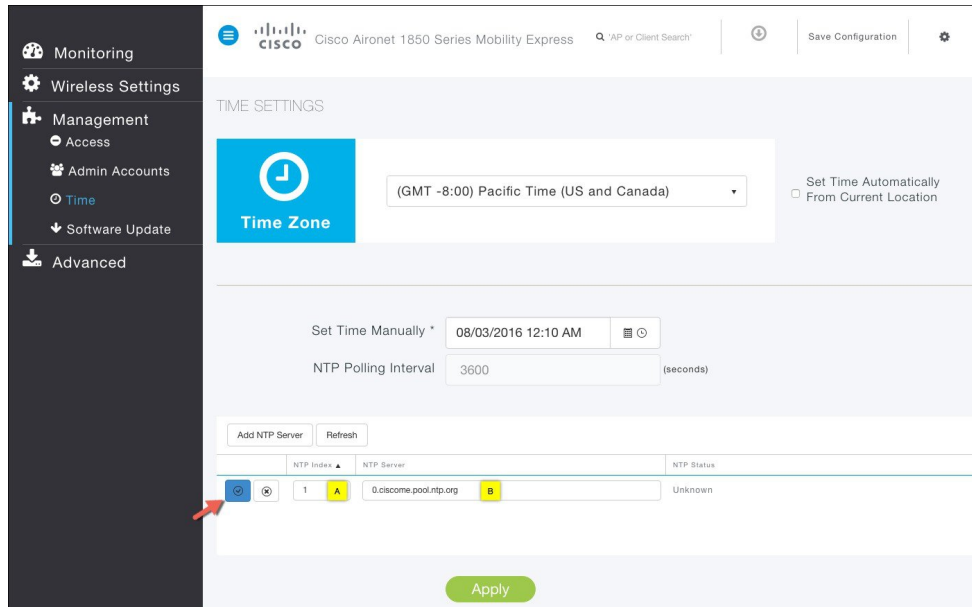 Monitoring
Wireless Settings
Management
Access
Admin Accounts
Time
Software Update
Advanced
CISCO
Cisco Aironet 1850 Series Mobility Express
'AP or Client Search'
Save Configuration
TIME SETTINGS
Time Zone
(GMT -8:00) Pacific Time (US and Canada)
Set Time Automatically
From Current Location
Set Time Manually * 08/03/2016 12:10 AM
NTP Polling Interval 3600 (seconds)
Add NTP Server Refresh
NTP Index ▲ NTP Server NTP Status
1 A 0.ciscome.pool.ntp.org B Unknown
Apply